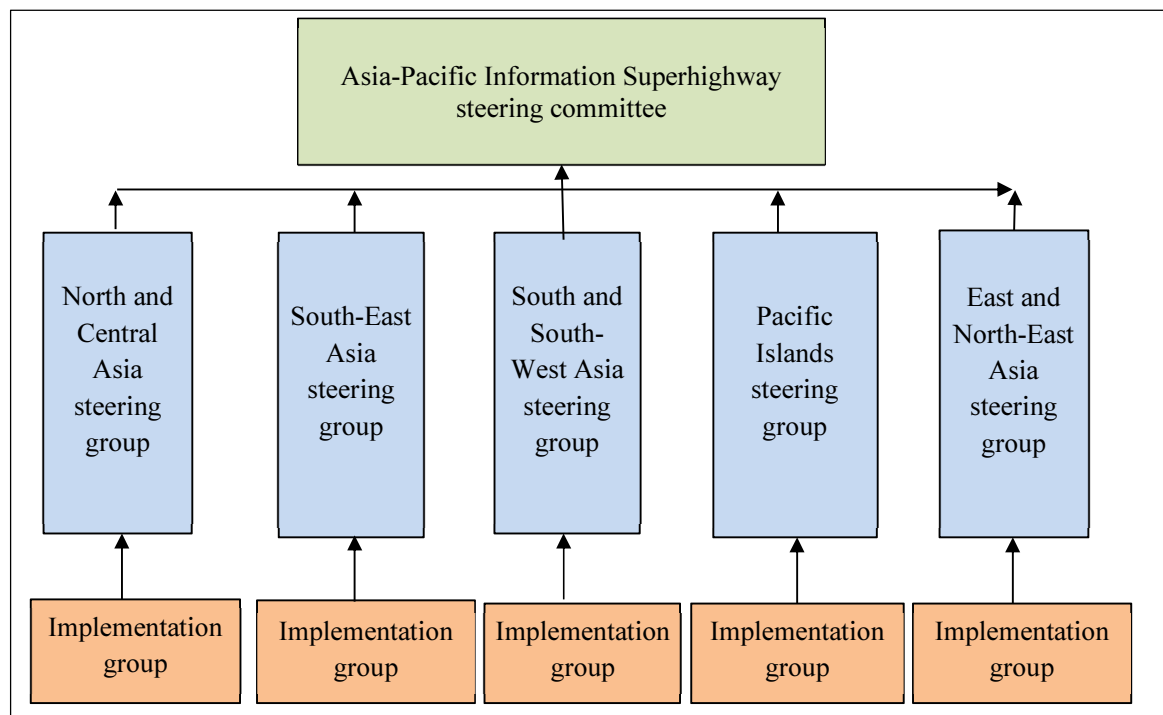 Asia-Pacific Information Superhighway
steering committee
North and
Central
Asia
steering
group
South-East
Asia
steering
group
South and
South-
West Asia
steering
group
Pacific
Islands
steering
group
East and
North-East
Asia
steering
group
Implementation
group
Implementation
group
Implementation
group
Implementation
group
Implementation
group